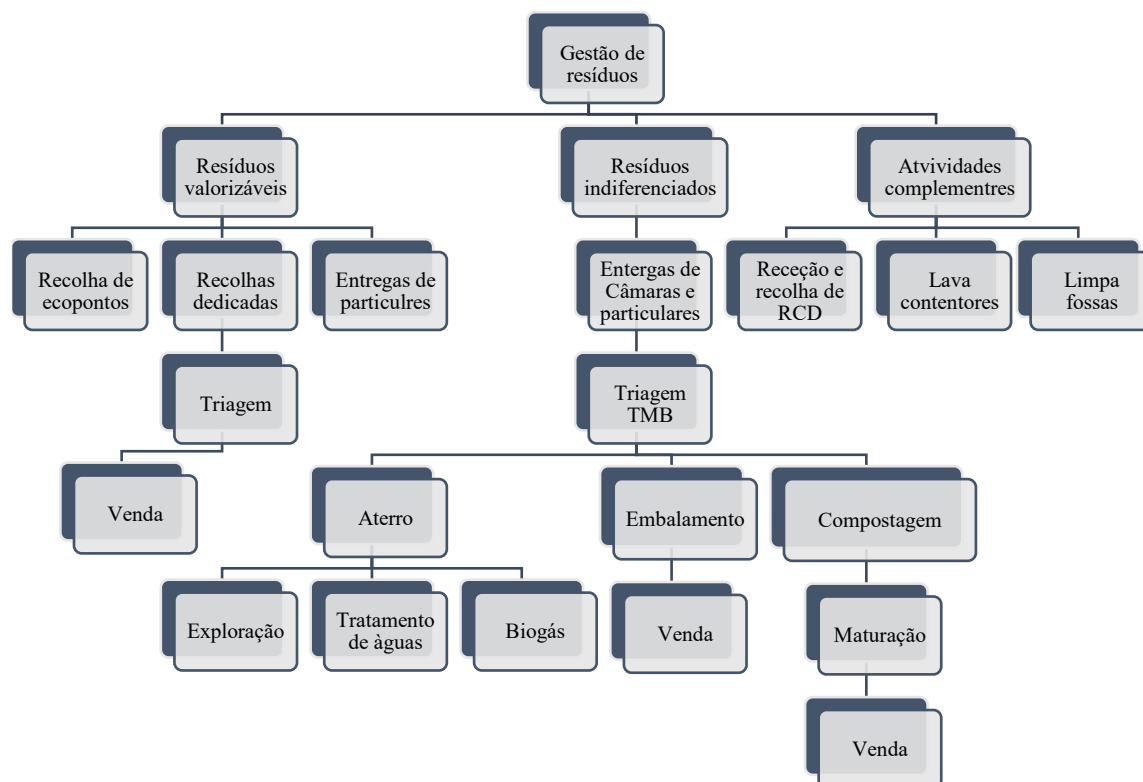 Gestão de
resíduos
Resíduos
valorizáveis
Resíduos
indiferenciados
Atvividades
complementres
Recolha de
ecopontos
Recolhas
dedicadas
Entregas de
particulres
Entergas de
Câmaras e
particulares
Receção e
recolha de
RCD
Lava
contentores
Limpa
fossas
Triagem
Triagem
TMB
Venda
Aterro
Embalamento
Compostagem
Exploração
Tratamento
de àguas
Biogás
Venda
Maturação
Venda